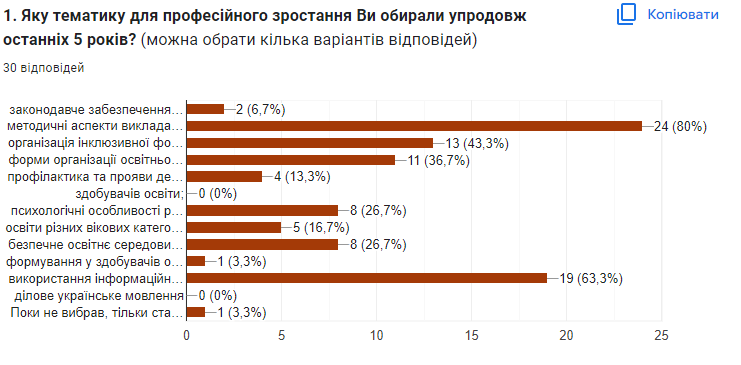 1. Яку тематику для професійного зростання Ви обирали упродовж
останніх 5 років? (можна обрати кілька варіантів відповідей)
Копіювати
30 відповідей
законодавче забезпечення… 2 (6,7%)
методичні аспекти виклада… 24 (80%)
організація інклюзивної фо… 13 (43,3%)
форми організації освітньо… 11 (36,7%)
профілактика та прояви де… 4 (13,3%)
здобувачів освіти; 0 (0%)
психологічні особливості р… 8 (26,7%)
освіти різних вікових катего… 5 (16,7%)
безпечне освітнє середови… 8 (26,7%)
формування у здобувачів о… 1 (3,3%)
використання інформаційн… 19 (63,3%)
ділове українське мовлення 0 (0%)
Поки не вибрав, тільки ста… 1 (3,3%)
0 5 10 15 20 25